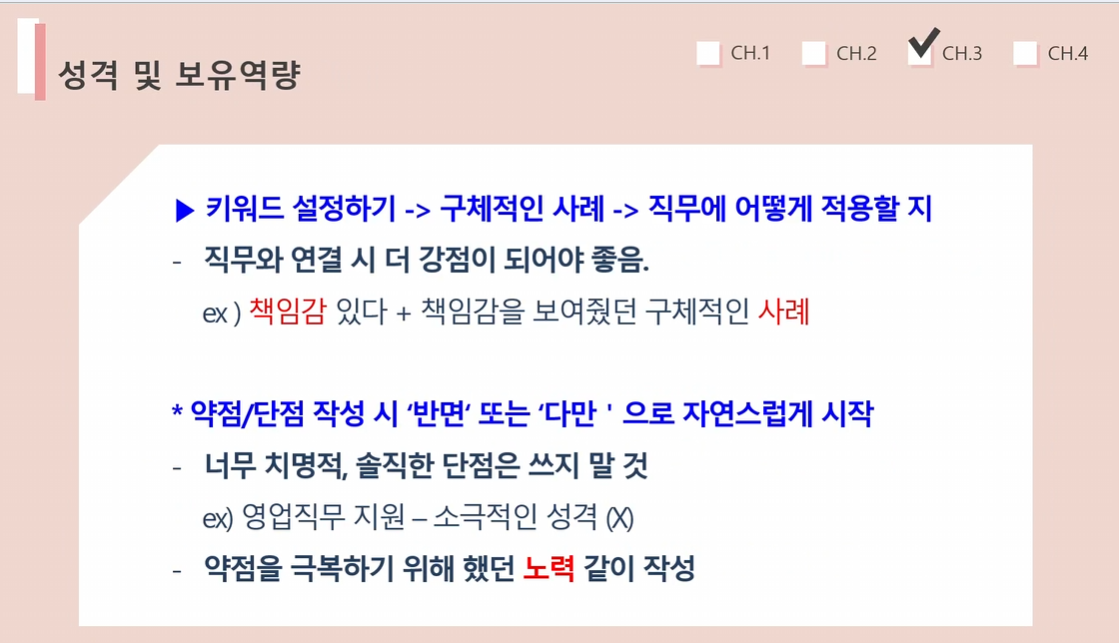 성격 및 보유역량
CH.1 CH.2 CH.3 CH.4
▶ 키워드 설정하기 -> 구체적인 사례 -> 직무에 어떻게 적용할 지
- 직무와 연결 시 더 강점이 되어야 좋음.
ex ) 책임감 있다 + 책임감을 보여줬던 구체적인 사례
* 약점/단점 작성 시 ‘반면‘ 또는 ‘다만 ' 으로 자연스럽게 시작
- 너무 치명적, 솔직한 단점은 쓰지 말 것
ex) 영업직무 지원 – 소극적인 성격 (X)
- 약점을 극복하기 위해 했던 노력 같이 작성